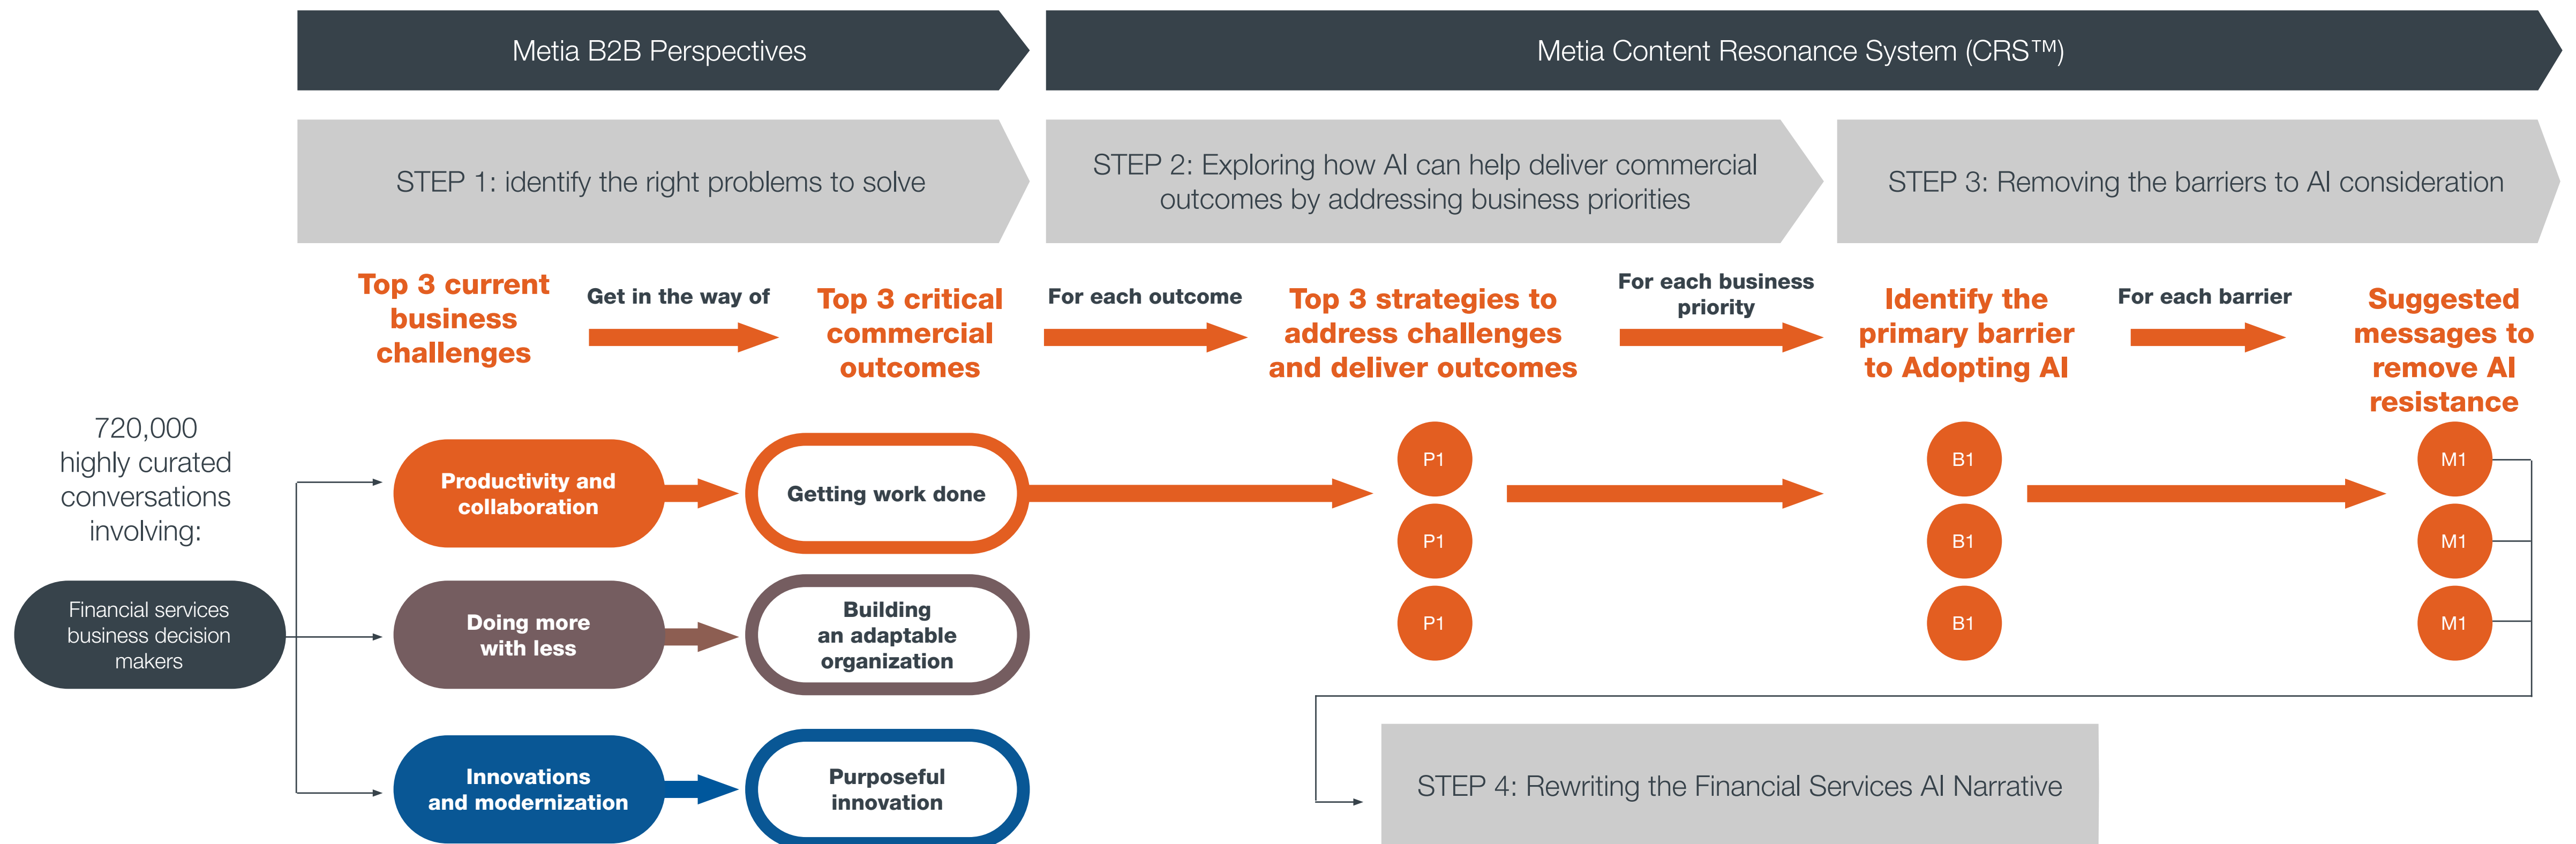 Metia B2B Perspectives
Metia Content Resonance System (CRS™)
STEP 1: identify the right problems to solve
STEP 2: Exploring how AI can help deliver commercial
outcomes by addressing business priorities
STEP 3: Removing the barriers to AI consideration
Top 3 current
business
challenges
Get in the way of
Top 3 critical
commercial
outcomes
For each outcome
Top 3 strategies to
address challenges
and deliver outcomes
For each business
priority
Identify the
primary barrier
to Adopting AI
For each barrier
Suggested
messages to
remove AI
resistance
720,000
highly curated
conversations
involving:
Financial services
business decision
makers
Productivity and
collaboration
Getting work done
P1
B1
M1
P1
B1
M1
Doing more
with less
Building
an adaptable
organization
P1
B1
M1
Innovations
and modernization
Purposeful
innovation
STEP 4: Rewriting the Financial Services AI Narrative